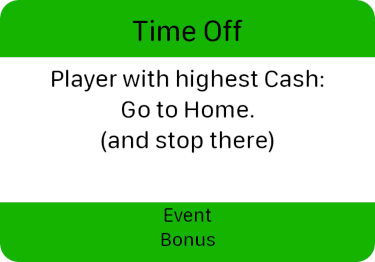 Time Off
Player with highest Cash:
Go to Home.
(and stop there)
Event
Bonus